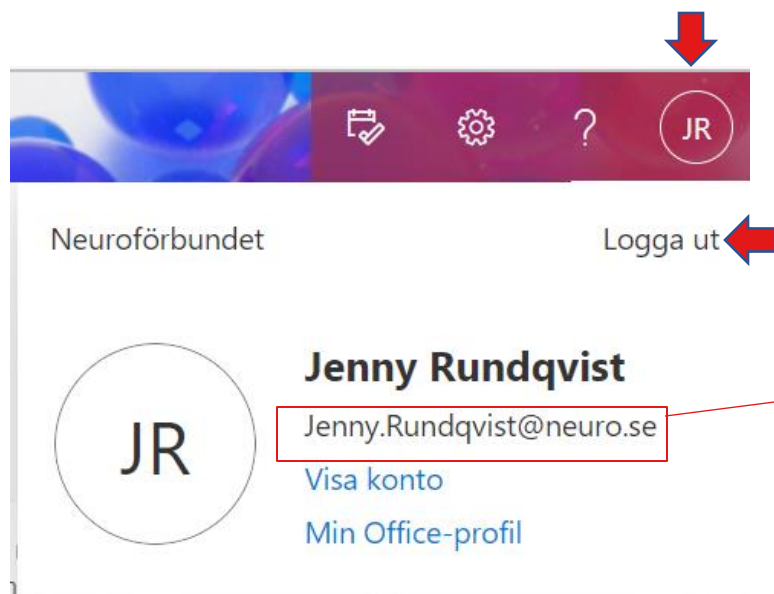 ? JR
Neuroförbundet Logga ut
Jenny Rundqvist
JR
Jenny.Rundqvist@neuro.se
Visa konto
Min Office-profil